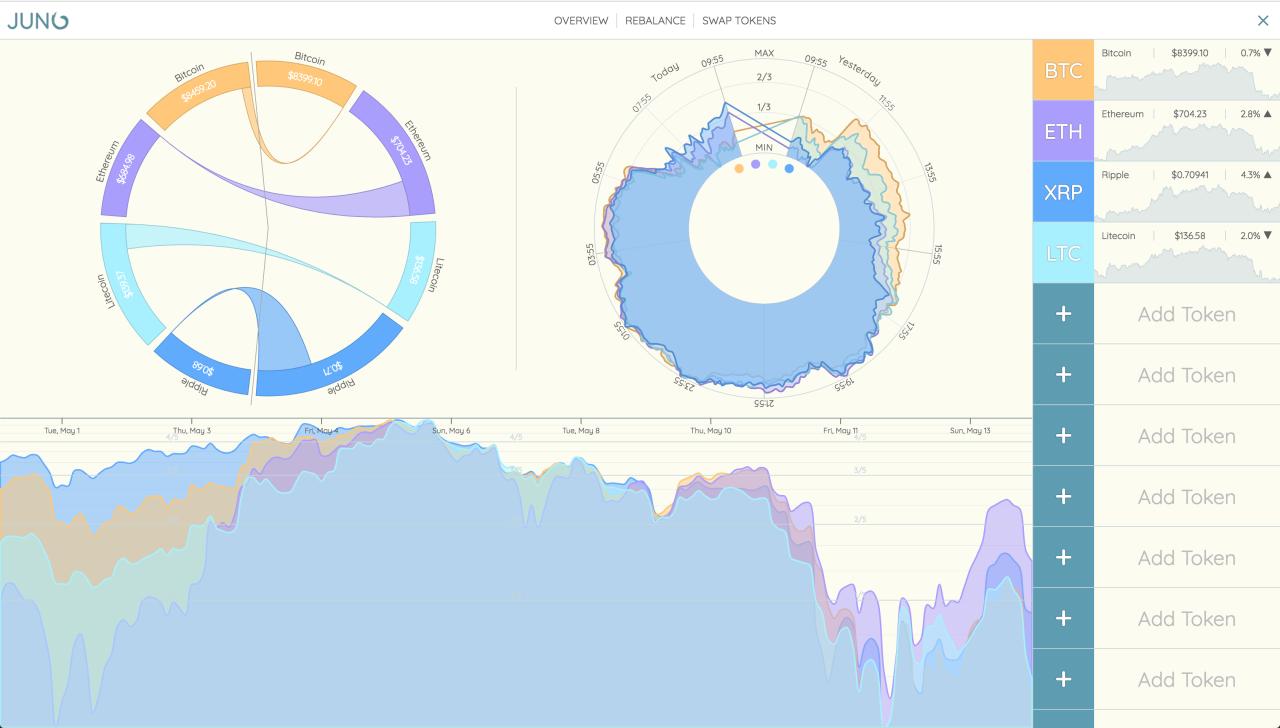 JUNO
OVERVIEW
REBALANCE
SWAP TOKENS
Bitcoin
$8459.20
Bitcoin
$8399.10
Ethereum
$694.98
Ethereum
$704.23
Litecoin
Litecoin
$136.58
Ripple
$0.68
Ripple
$0.71
Today
09:55
MAX
09:55
Yesterday
07:55
2/3
11:55
1/3
MIN
05:55
13:55
03:55
15:55
01:55
17:55
23:55
21:55
19:55
BTC
Bitcoin
$8399.10
0.7% ▼
ETH
Ethereum
$704.23
2.8% ▲
XRP
Ripple
$0.70941
4.3% ▲
LTC
Litecoin
$136.58
2.0% ▼
+ Add Token
+ Add Token
+ Add Token
+ Add Token
+ Add Token
+ Add Token
+ Add Token
Tue, May 1
Thu, May 3
Fri, May 4
Sun, May 6
Tue, May 8
Thu, May 10
Fri, May 11
Sun, May 13
4/5
4/5
4/5
3/5
2/5